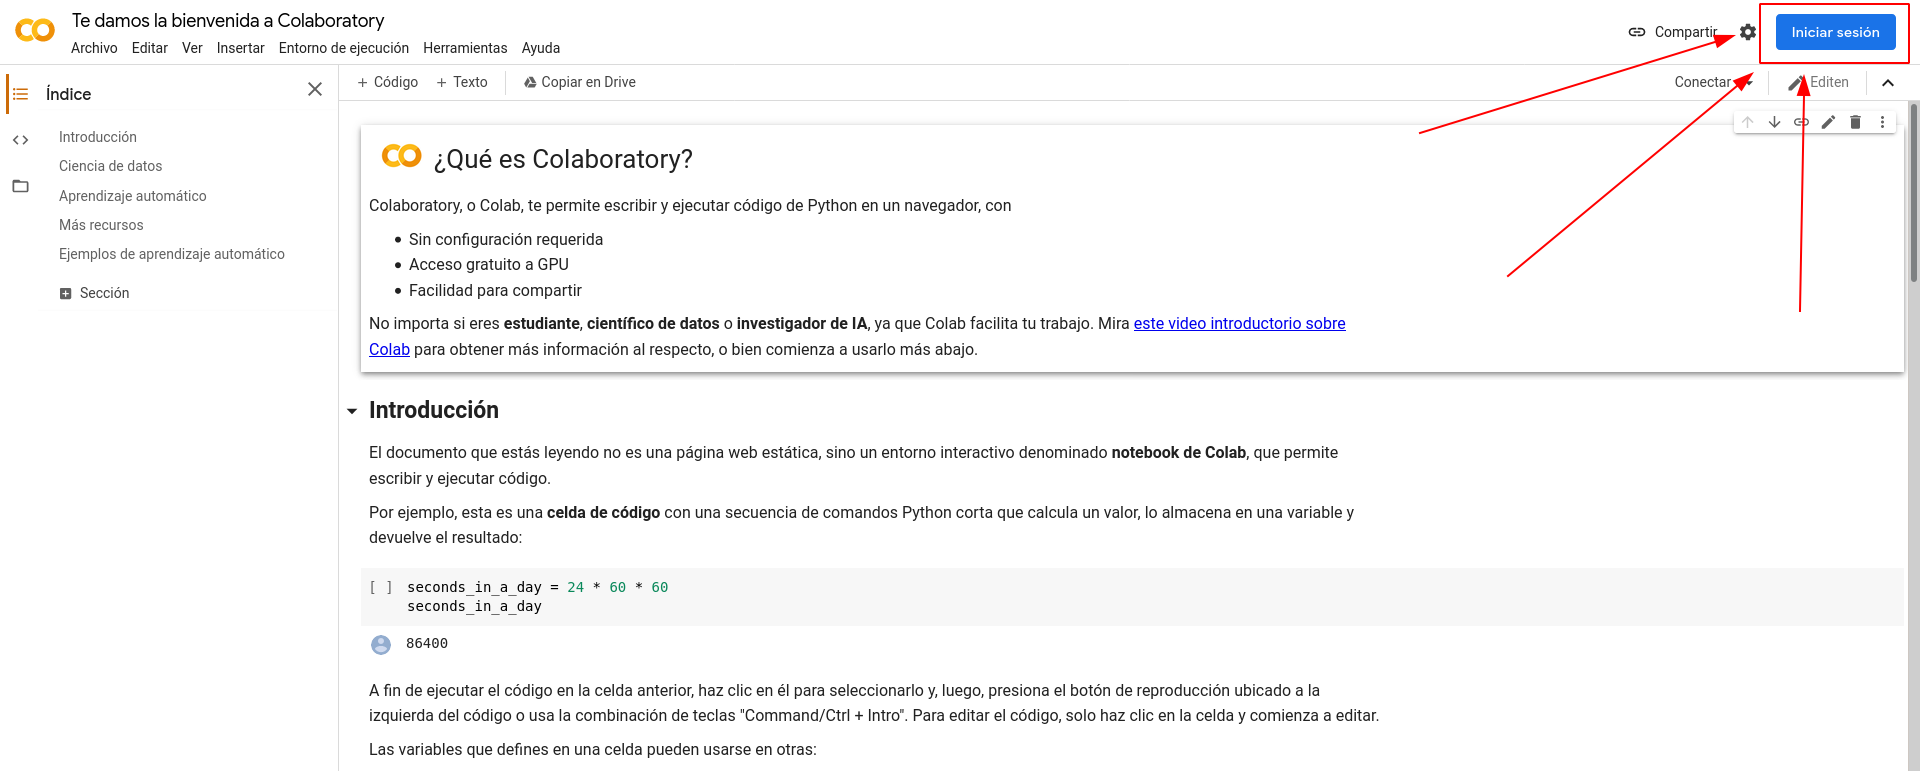 Te damos la bienvenida a Colaboratory
Archivo Editar Ver Insertar Entorno de ejecución Herramientas Ayuda
Compartir
Iniciar sesión
Índice
Introducción
Ciencia de datos
Aprendizaje automático
Más recursos
Ejemplos de aprendizaje automático
Sección
+ Código + Texto Copiar en Drive
Conectar
Editen
¿Qué es Colaboratory?
Colaboratory, o Colab, te permite escribir y ejecutar código de Python en un navegador, con
• Sin configuración requerida
• Acceso gratuito a GPU
• Facilidad para compartir
No importa si eres estudiante, científico de datos o investigador de IA, ya que Colab facilita tu trabajo. Mira este video introductorio sobre
Colab para obtener más información al respecto, o bien comienza a usarlo más abajo.
Introducción
El documento que estás leyendo no es una página web estática, sino un entorno interactivo denominado notebook de Colab, que permite
escribir y ejecutar código.
Por ejemplo, esta es una celda de código con una secuencia de comandos Python corta que calcula un valor, lo almacena en una variable y
devuelve el resultado:
[ ] seconds_in_a_day = 24 * 60 * 60
seconds_in_a_day
86400
A fin de ejecutar el código en la celda anterior, haz clic en él para seleccionarlo y, luego, presiona el botón de reproducción ubicado a la
izquierda del código o usa la combinación de teclas "Command/Ctrl + Intro". Para editar el código, solo haz clic en la celda y comienza a editar.
Las variables que defines en una celda pueden usarse en otras: